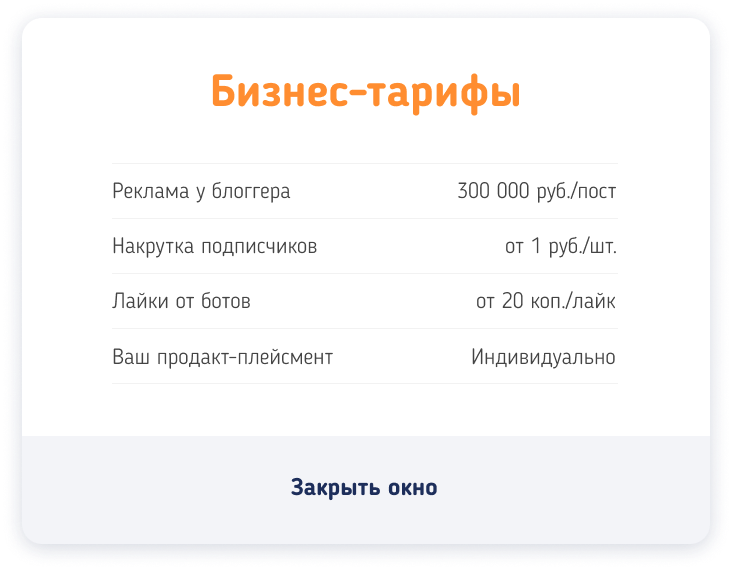 Бизнес-тарифы
Реклама у блоггера 300 000 руб./пост
Накрутка подписчиков от 1 руб./шт.
Лайки от ботов от 20 коп./лайк
Ваш продакт-плейсмент Индивидуально
Закрыть окно